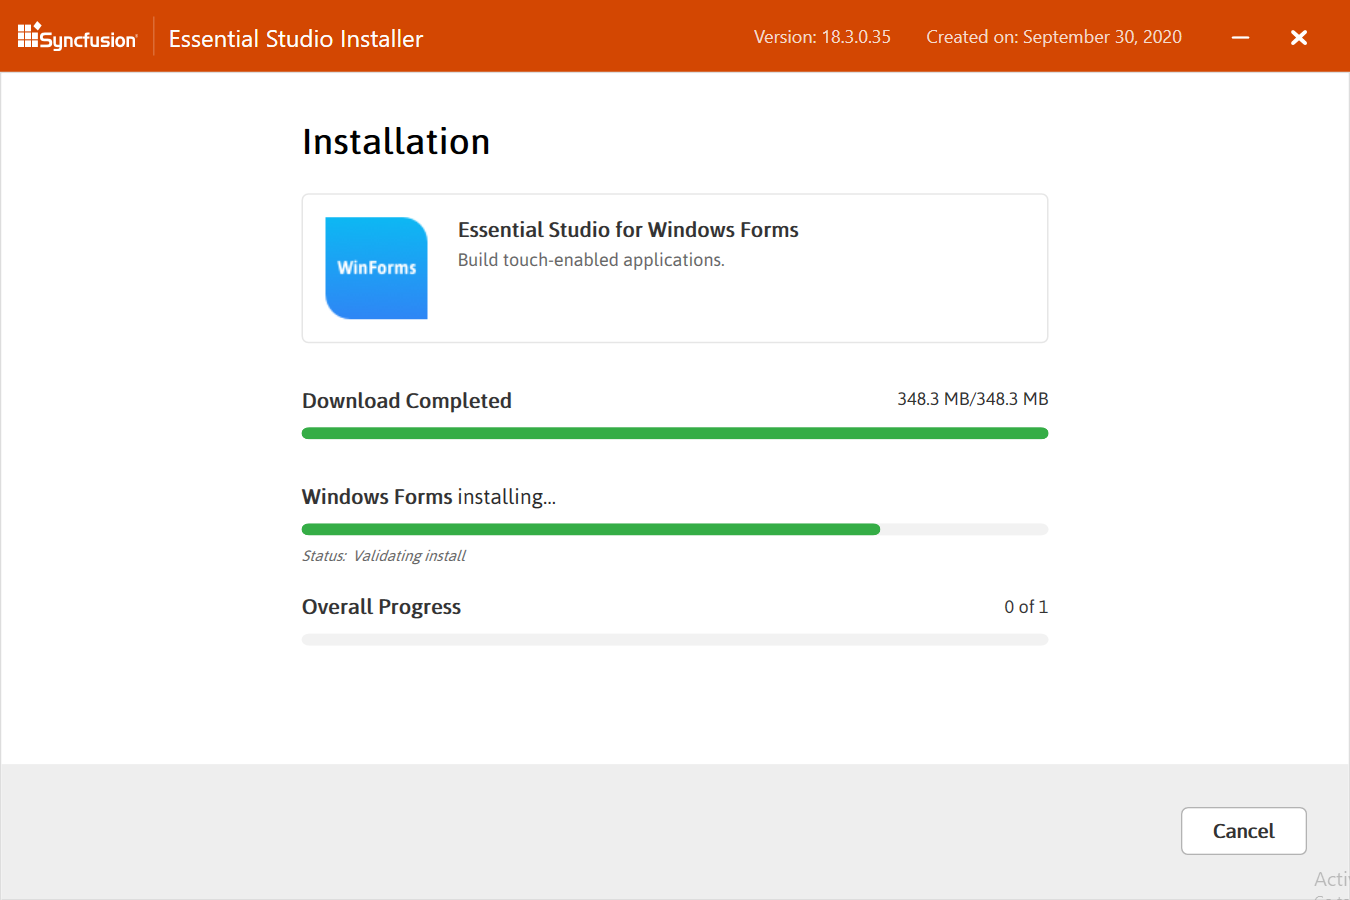 Syncfusion
Essential Studio Installer
Version: 18.3.0.35
Created on: September 30, 2020
Installation
WinForms
Essential Studio for Windows Forms
Build touch-enabled applications.
Download Completed
348.3 MB/348.3 MB
Windows Forms installing...
Status: Validating install
Overall Progress
0 of 1
Cancel